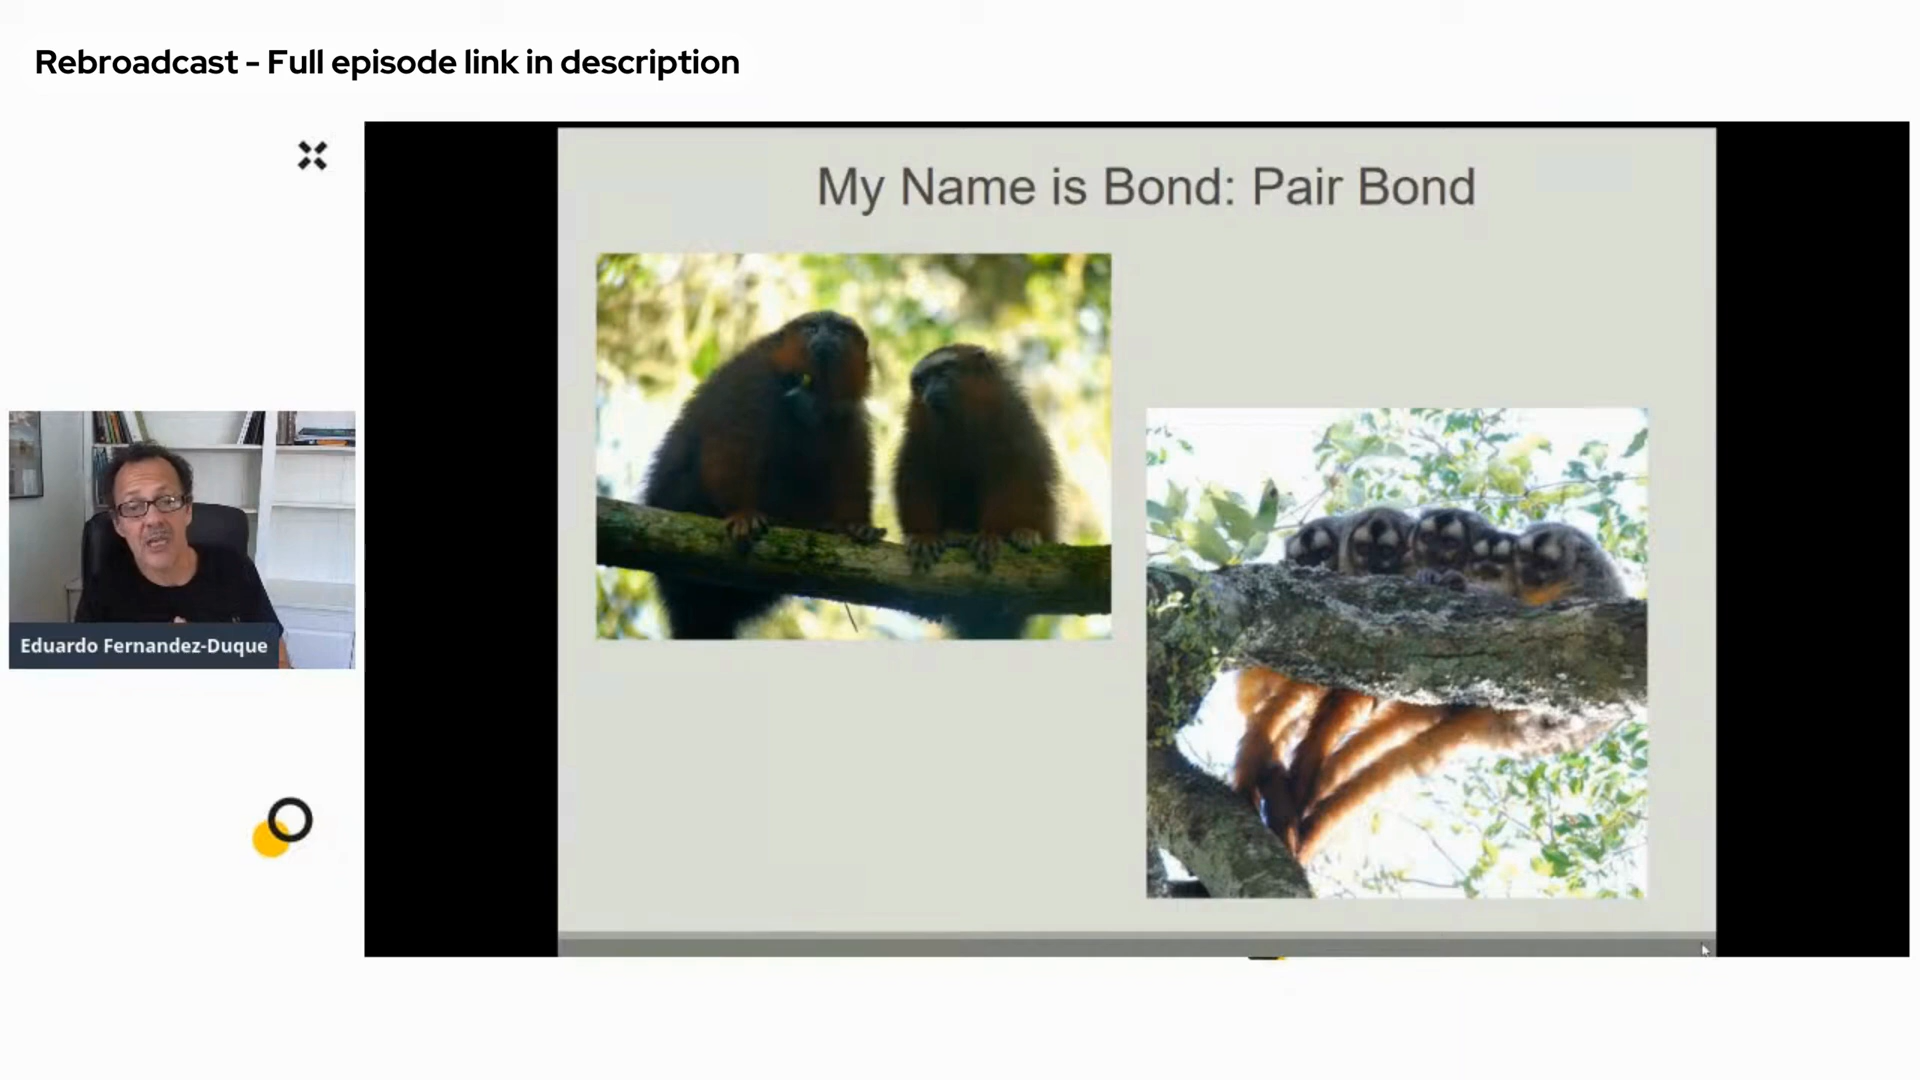 Rebroadcast - Full episode link in description
My Name is Bond: Pair Bond
Eduardo Fernandez-Duque